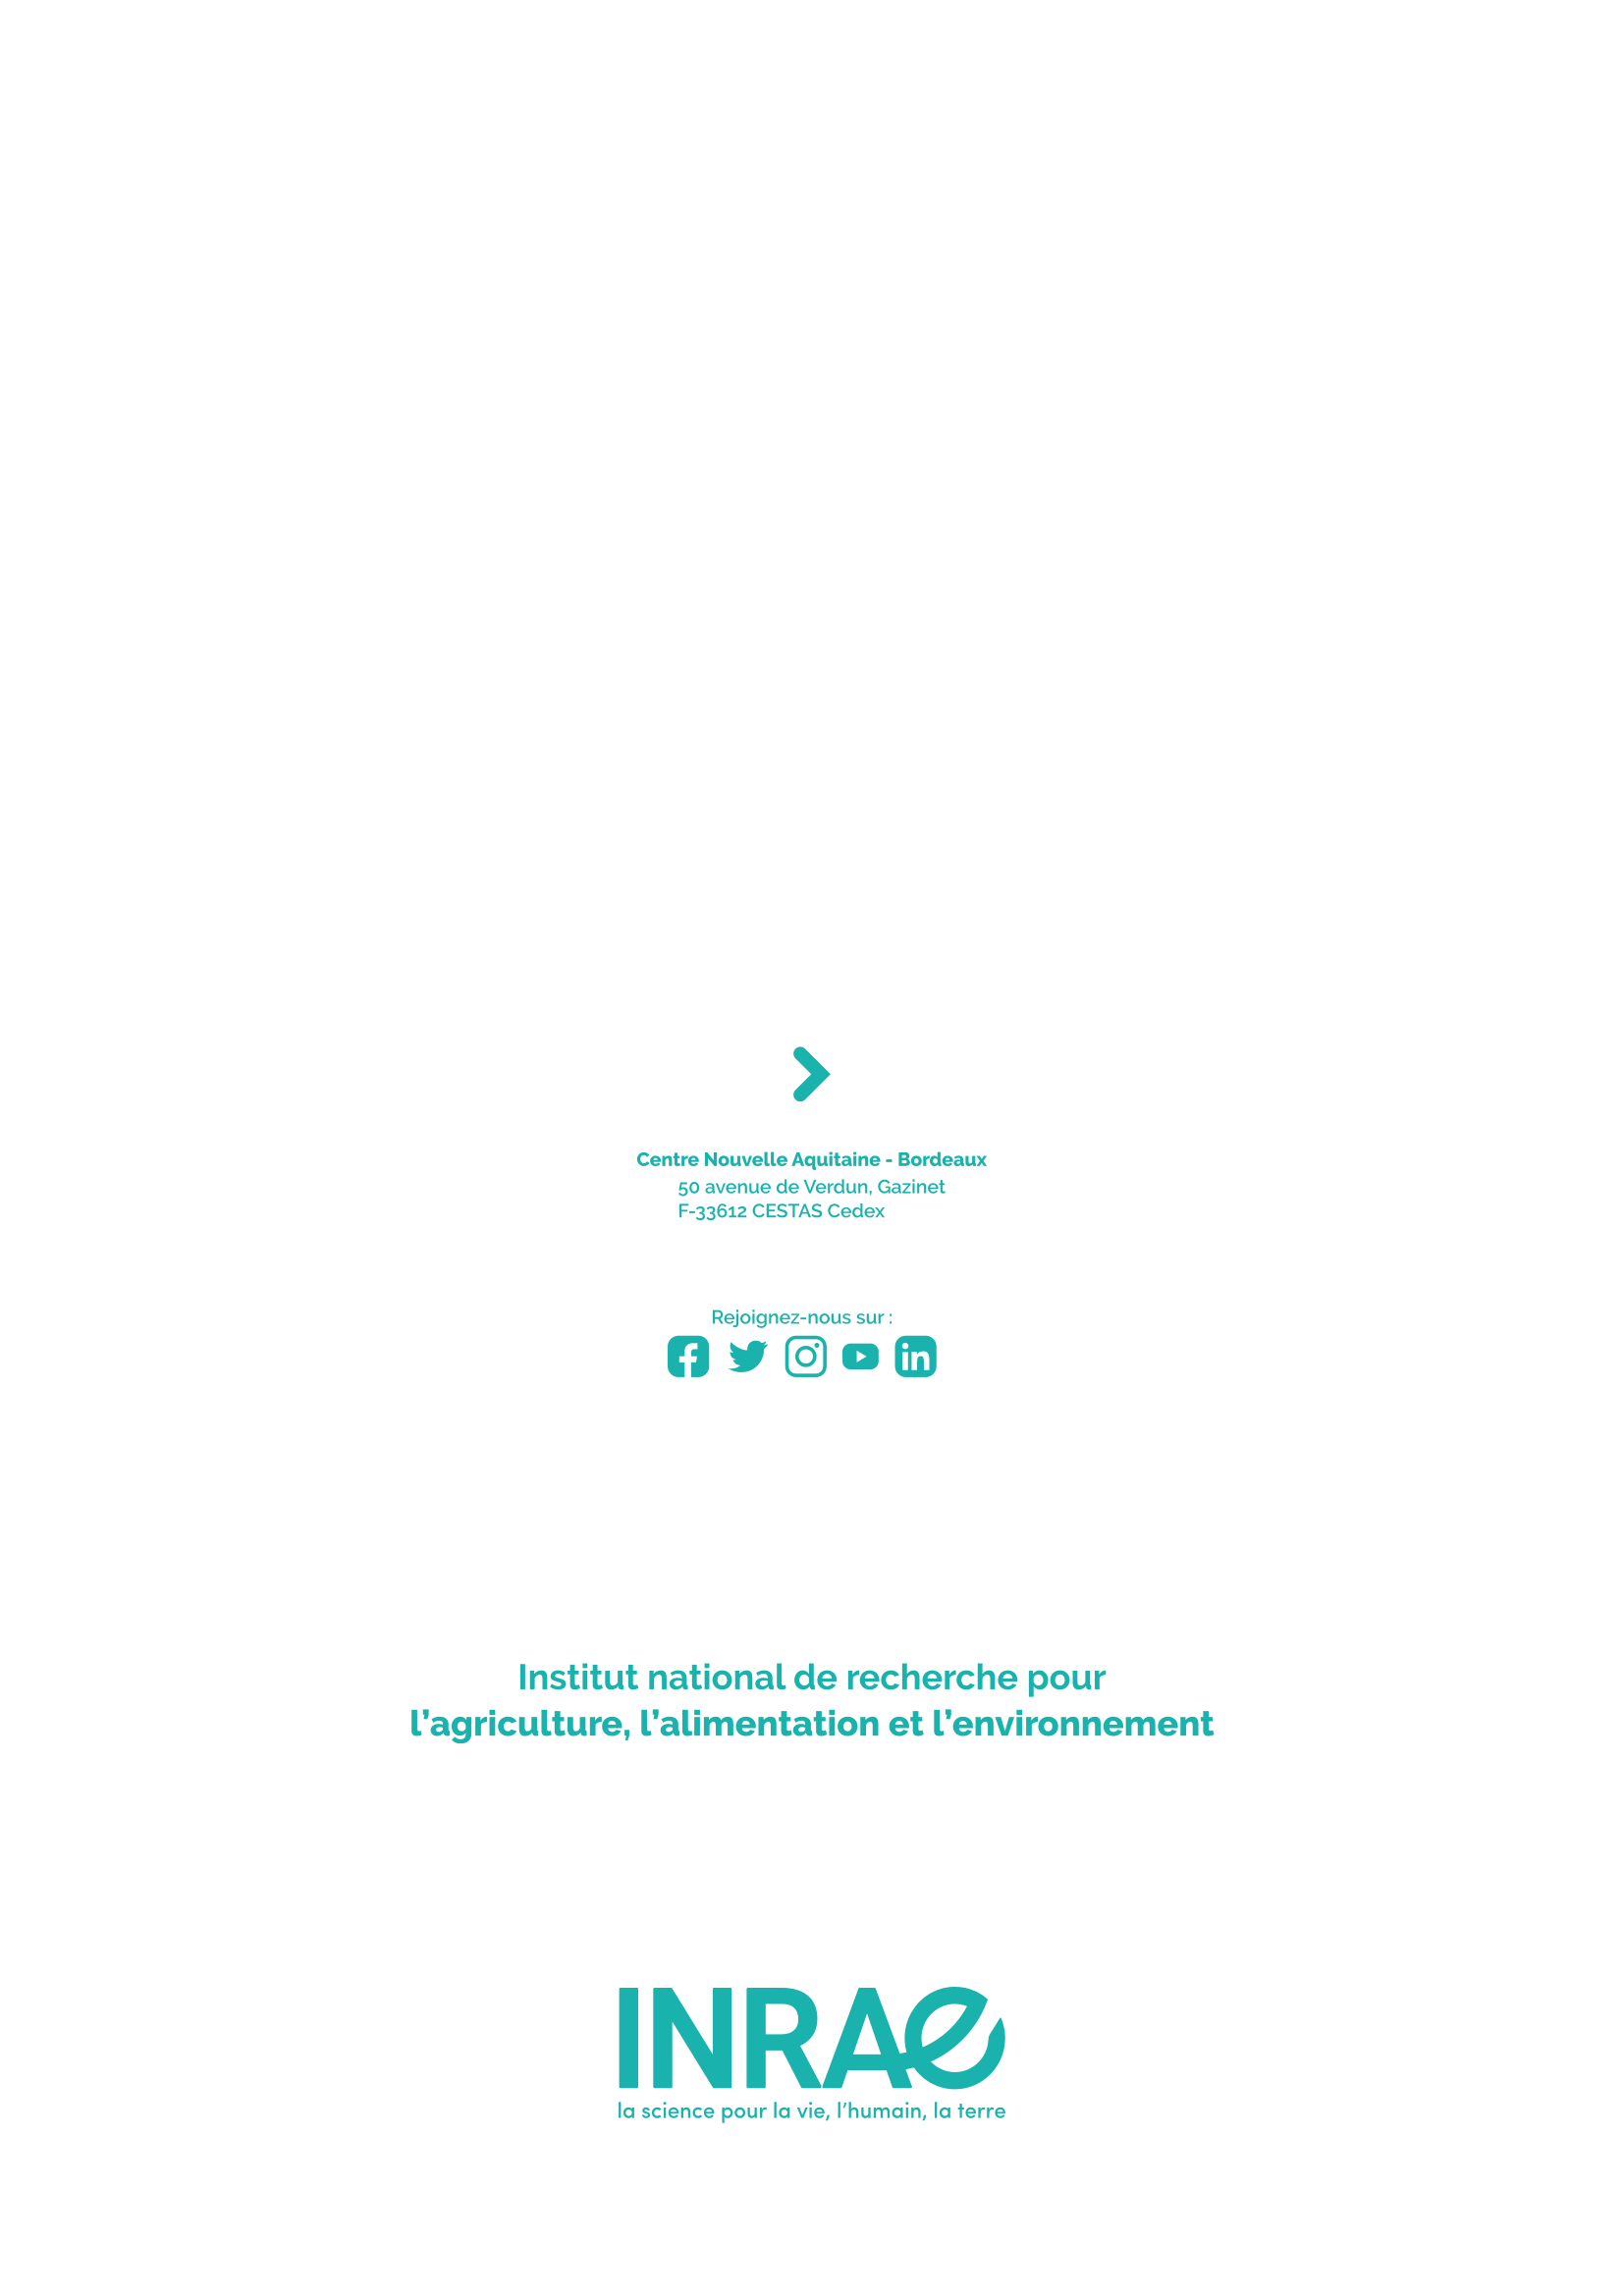 Centre Nouvelle Aquitaine - Bordeaux
50 avenue de Verdun, Gazinet
F-33612 CESTAS Cedex
Rejoignez-nous sur :
Institut national de recherche pour
l’agriculture, l’alimentation et l’environnement
INRAE
la science pour la vie, l’humain, la terre